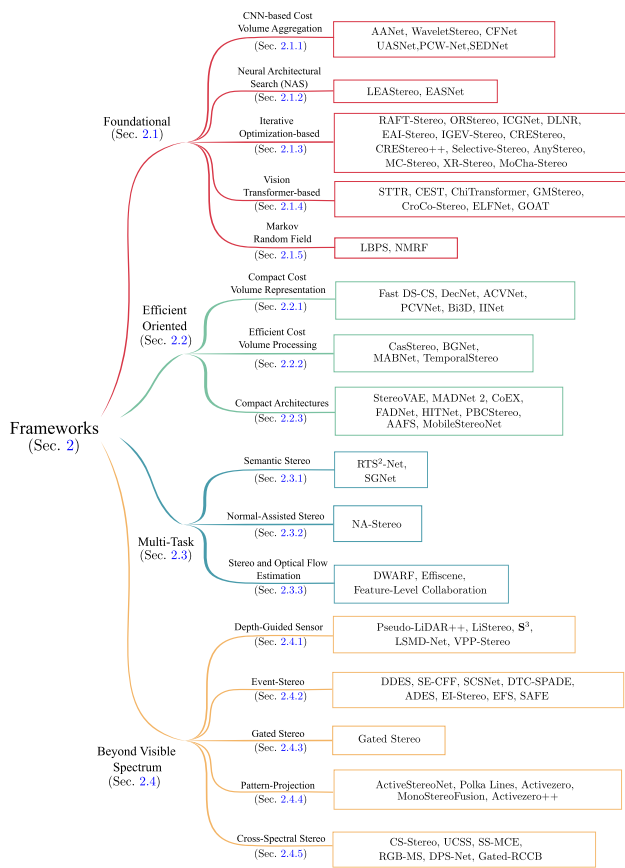 Frameworks
(Sec. 2)
Foundational
(Sec. 2.1)
CNN-based Cost
Volume Aggregation
(Sec. 2.1.1)
AANet, WaveletStereo, CFNet
UASNet,PCW-Net,SEDNet
Neural Architectural
Search (NAS)
(Sec. 2.1.2)
LEAStereo, EASNet
Iterative
Optimization-based
(Sec. 2.1.3)
RAFT-Stereo, ORStereo, ICGNet, DLNR,
EAI-Stereo, IGEV-Stereo, CREStereo,
CREStereo++, Selective-Stereo, AnyStereo,
MC-Stereo, XR-Stereo, MoCha-Stereo
Vision
Transformer-based
(Sec. 2.1.4)
STTR, CEST, ChiTransformer, GMStereo,
CroCo-Stereo, ELFNet, GOAT
Markov
Random Field
(Sec. 2.1.5)
LBPS, NMRF
Efficient
Oriented
(Sec. 2.2)
Compact Cost
Volume Representation
(Sec. 2.2.1)
Fast DS-CS, DecNet, ACVNet,
PCVNet, Bi3D, IINet
Efficient Cost
Volume Processing
(Sec. 2.2.2)
CasStereo, BGNet,
MABNet, TemporalStereo
Compact Architectures
(Sec. 2.2.3)
StereoVAE, MADNet 2, CoEX,
FADNet, HITNet, PBCStereo,
AAFS, MobileStereoNet
Multi-Task
(Sec. 2.3)
Semantic Stereo
(Sec. 2.3.1)
RTS²-Net,
SGNet
Normal-Assisted Stereo
(Sec. 2.3.2)
NA-Stereo
Stereo and Optical Flow
Estimation
(Sec. 2.3.3)
DWARF, Effiscene,
Feature-Level Collaboration
Beyond Visible
Spectrum
(Sec. 2.4)
Depth-Guided Sensor
(Sec. 2.4.1)
Pseudo-LiDAR++, LiStereo, S³,
LSMD-Net, VPP-Stereo
Event-Stereo
(Sec. 2.4.2)
DDES, SE-CFF, SCSNet, DTC-SPADE,
ADES, EI-Stereo, EFS, SAFE
Gated Stereo
(Sec. 2.4.3)
Gated Stereo
Pattern-Projection
(Sec. 2.4.4)
ActiveStereoNet, Polka Lines, Activezero,
MonoStereoFusion, Activezero++
Cross-Spectral Stereo
(Sec. 2.4.5)
CS-Stereo, UCSS, SS-MCE,
RGB-MS, DPS-Net, Gated-RCCB